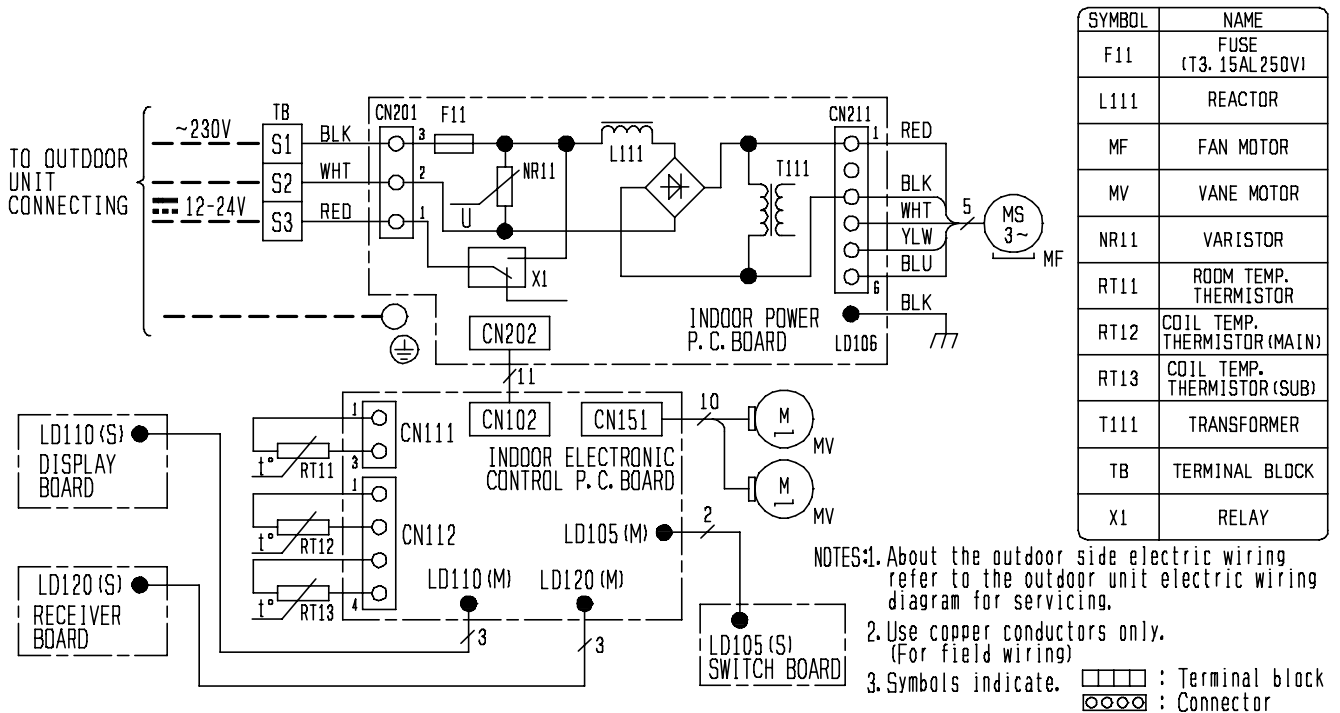 TO OUTDOOR
UNIT
CONNECTING
~230V
12-24V
TB
S1
S2
S3
BLK
WHT
RED
CN201
3
2
1
F11
NR11
U
X1
L111
T111
CN211
1
6
RED
BLK
WHT
YLW
BLU
BLK
5
MS
3~
MF
INDOOR POWER
P.C.BOARD
LD106
CN202
11
CN102
CN151
10
M
MV
M
MV
INDOOR ELECTRONIC
CONTROL P.C.BOARD
CN111
1
3
t°
RT11
CN112
1
4
t°
RT12
t°
RT13
LD105(M)
2
LD110(M)
LD120(M)
3
3
LD110(S)
DISPLAY
BOARD
LD120(S)
RECEIVER
BOARD
LD105(S)
SWITCH BOARD
SYMBOL NAME
F11 FUSE
(T3.15AL250V)
L111 REACTOR
MF FAN MOTOR
MV VANE MOTOR
NR11 VARISTOR
RT11 ROOM TEMP.
THERMISTOR
RT12 COIL TEMP.
THERMISTOR(MAIN)
RT13 COIL TEMP.
THERMISTOR(SUB)
T111 TRANSFORMER
TB TERMINAL BLOCK
X1 RELAY
NOTES:1. About the outdoor side electric wiring
refer to the outdoor unit electric wiring
diagram for servicing.
2. Use copper conductors only.
(For field wiring)
3. Symbols indicate.
: Terminal block
: Connector